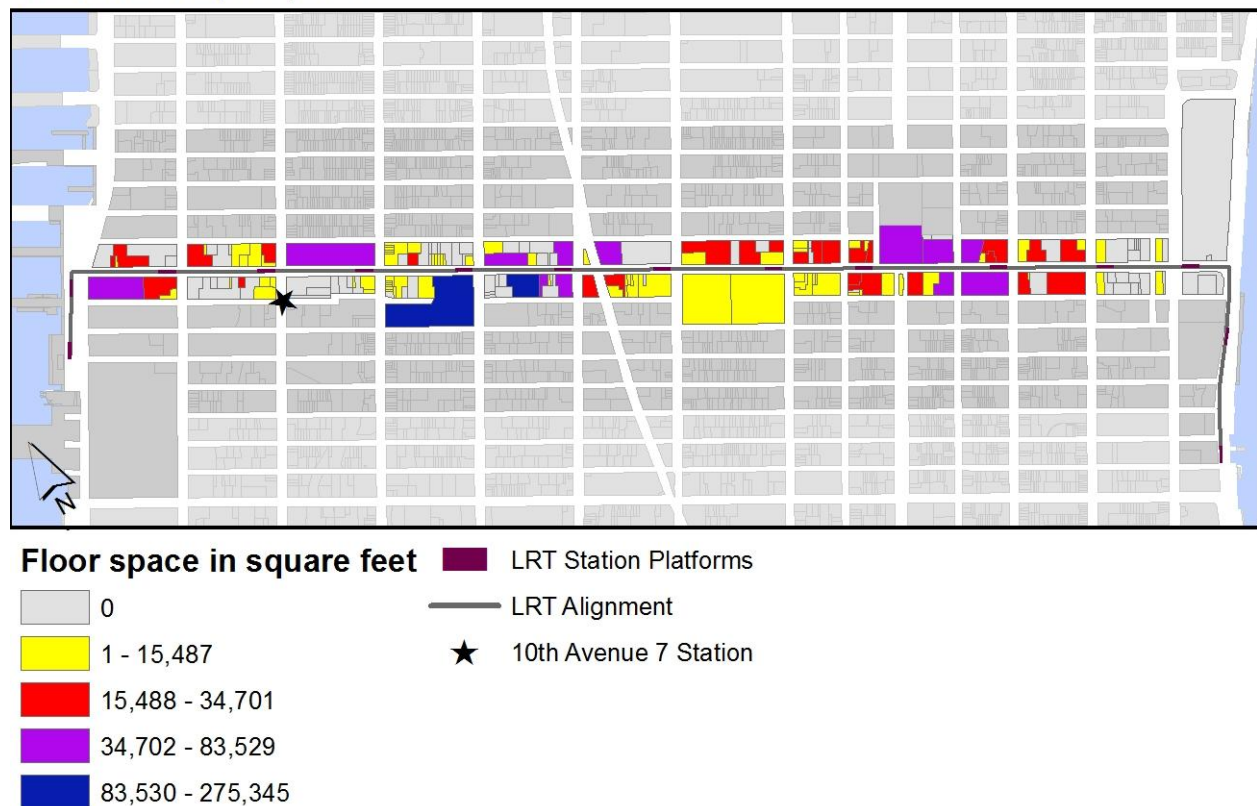 N
Floor space in square feet
0
1 - 15,487
15,488 - 34,701
34,702 - 83,529
83,530 - 275,345
LRT Station Platforms
LRT Alignment
10th Avenue 7 Station